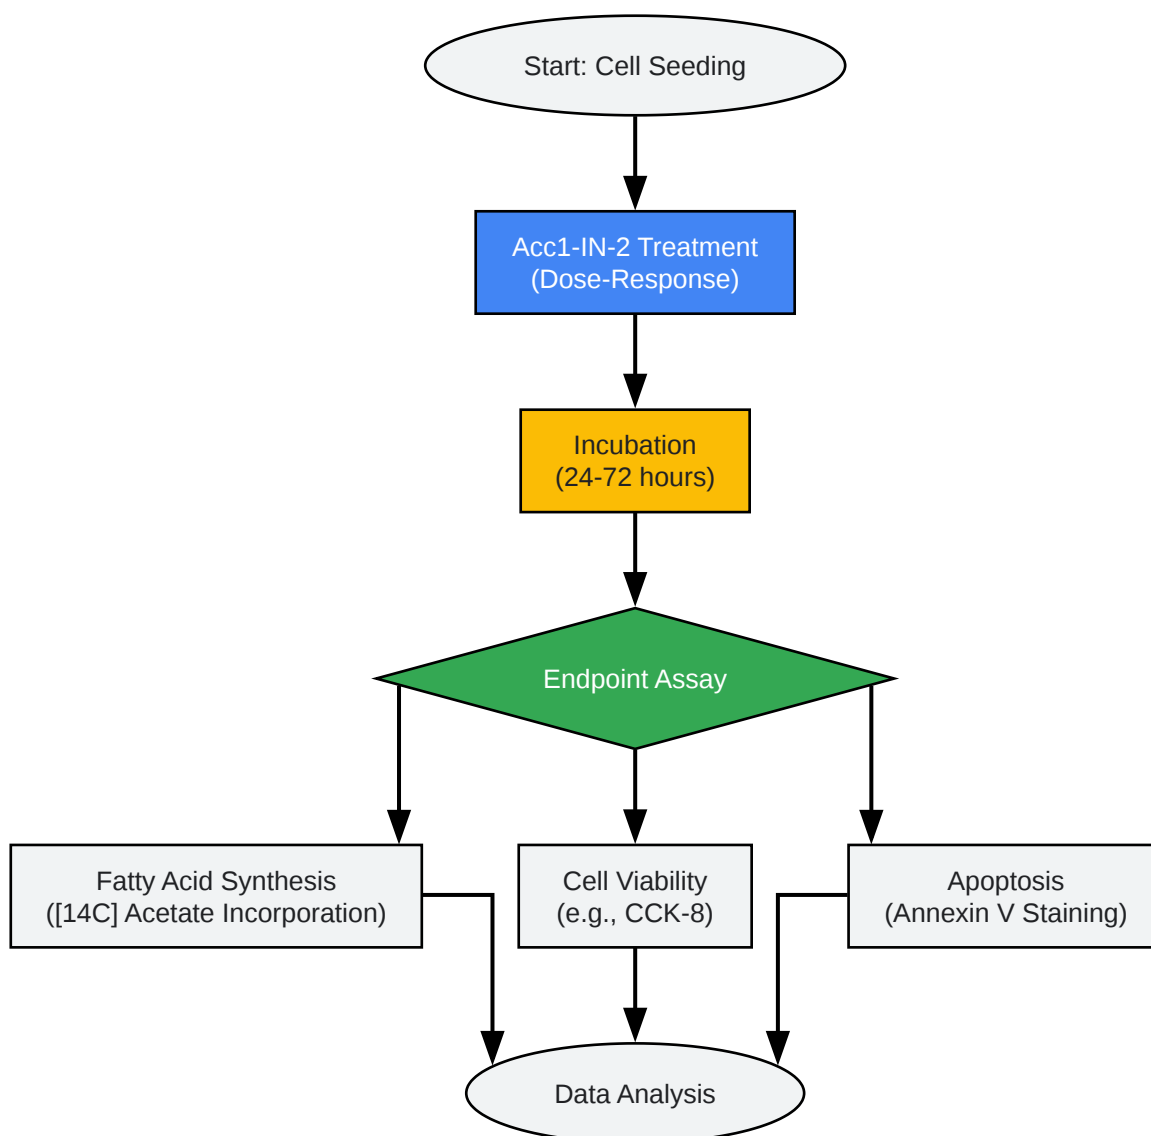 Start: Cell Seeding
Acc1-IN-2 Treatment
(Dose-Response)
Incubation
(24-72 hours)
Endpoint Assay
Fatty Acid Synthesis
([14C] Acetate Incorporation)
Cell Viability
(e.g., CCK-8)
Apoptosis
(Annexin V Staining)
Data Analysis